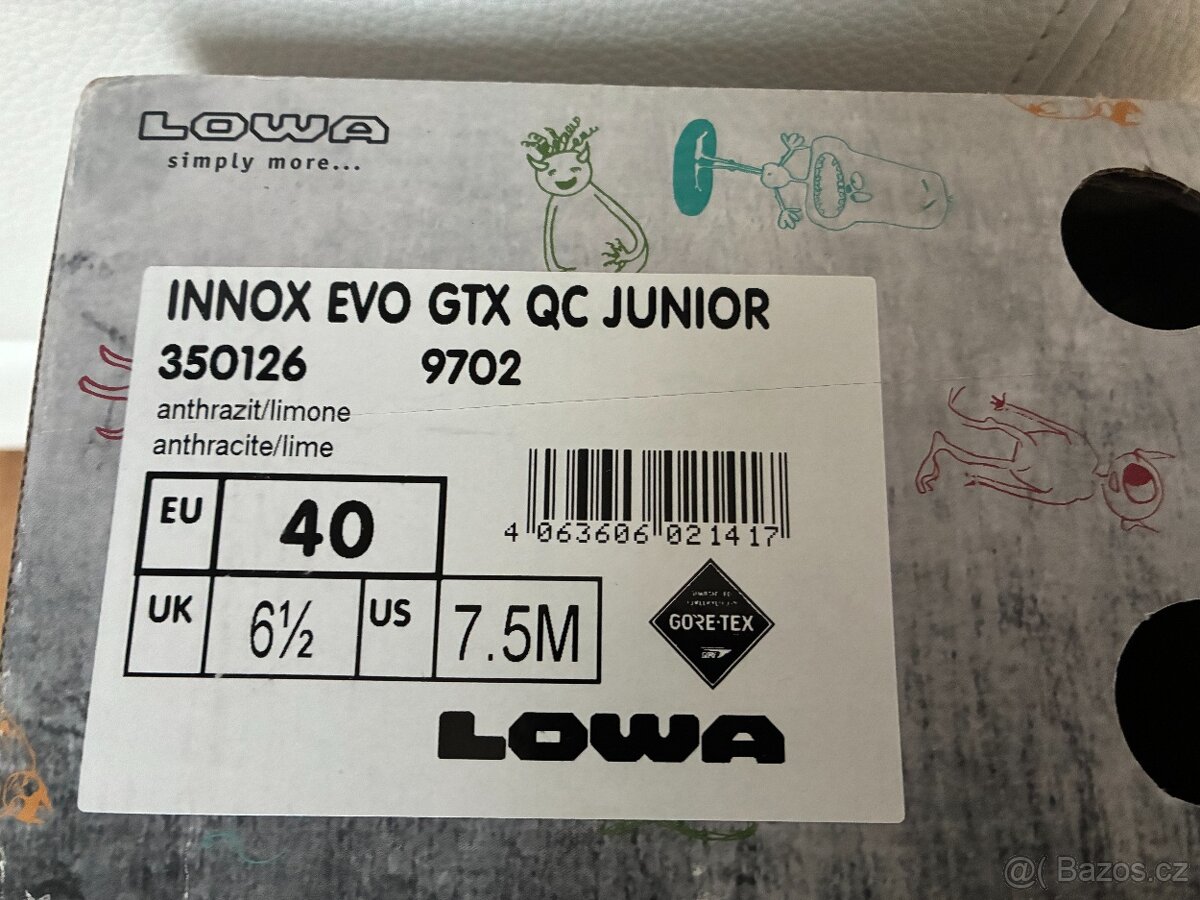 LOWA
simply more...
INNOX EVO GTX QC JUNIOR
350126 9702
anthrazit/limone
anthracite/lime
EU 40
4 063606 021417
UK 6½ US 7.5M
GORE-TEX
LOWA
@( Bazos.cz